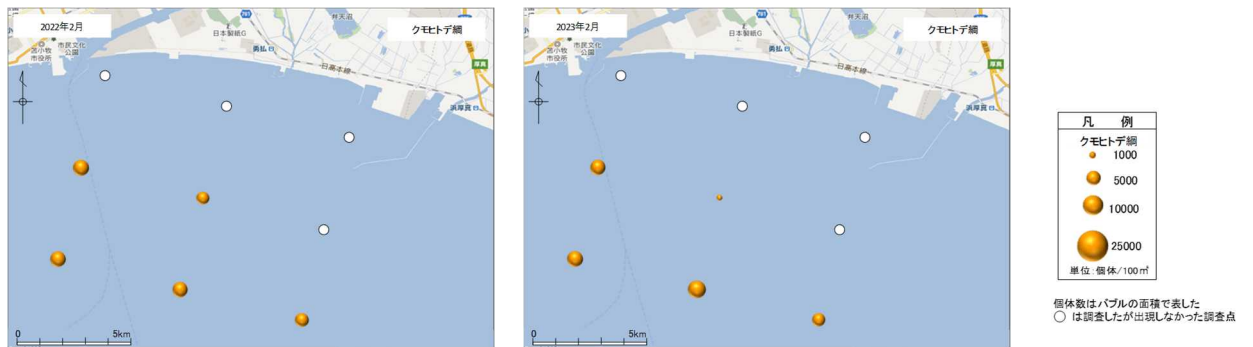 2022年2月
クモヒトデ綱
781
弁天沼
日本製紙G
市民文化
公園
苫小牧
市役所
勇払
日高本線
厚真
浜厚真
0
5km
2023年2月
クモヒトデ綱
781
弁天沼
日本製紙G
市民文化
公園
苫小牧
市役所
勇払
日高本線
厚真
浜厚真
0
5km
凡 例
クモヒトデ綱
1000
5000
10000
25000
単位:個体/100㎡
個体数はバブルの面積で表した
○ は調査したが出現しなかった調査点